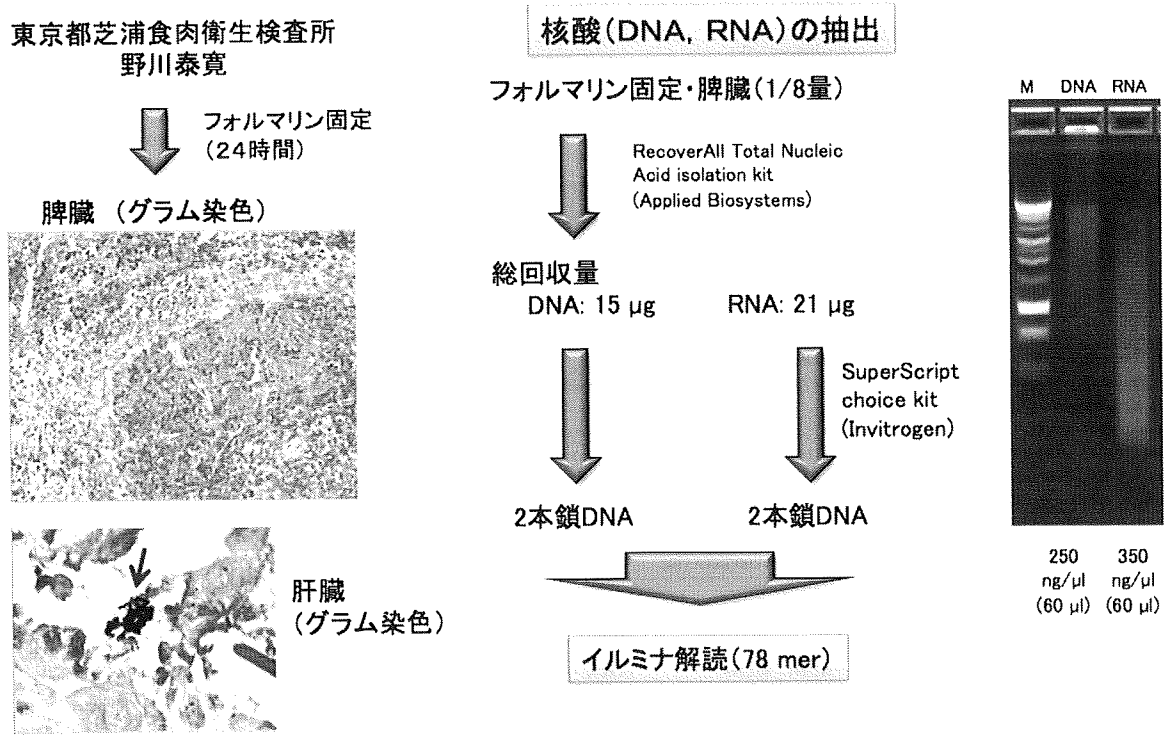 東京都芝浦食肉衛生検査所
野川泰寛
フォルマリン固定
(24時間)
脾臓 (グラム染色)
肝臓
(グラム染色)
核酸(DNA, RNA)の抽出
フォルマリン固定・脾臓(1/8量)
RecoverAll Total Nucleic
Acid isolation kit
(Applied Biosystems)
総回収量
DNA: 15 μg RNA: 21 μg
SuperScript
choice kit
(Invitrogen)
2本鎖DNA 2本鎖DNA
イルミナ解読(78 mer)
M DNA RNA
250 350
ng/μl ng/μl
(60 μl) (60 μl)